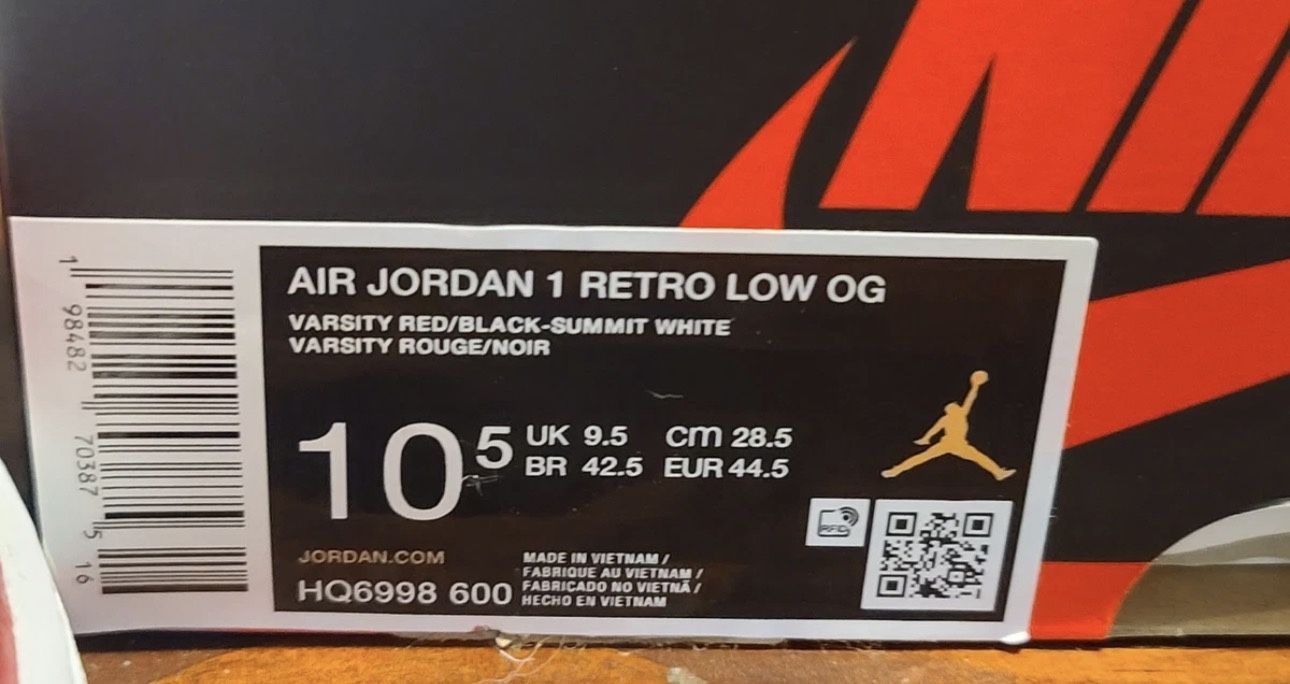 NIK
AIR JORDAN 1 RETRO LOW OG
VARSITY RED/BLACK-SUMMIT WHITE
VARSITY ROUGE/NOIR
10 5
UK 9.5 cm 28.5
BR 42.5 EUR 44.5
RFID
JORDAN.COM
HQ6998 600
MADE IN VIETNAM /
FABRIQUE AU VIETNAM /
FABRICADO NO VIETNÃ /
HECHO EN VIETNAM
1 98482 70387 5 16